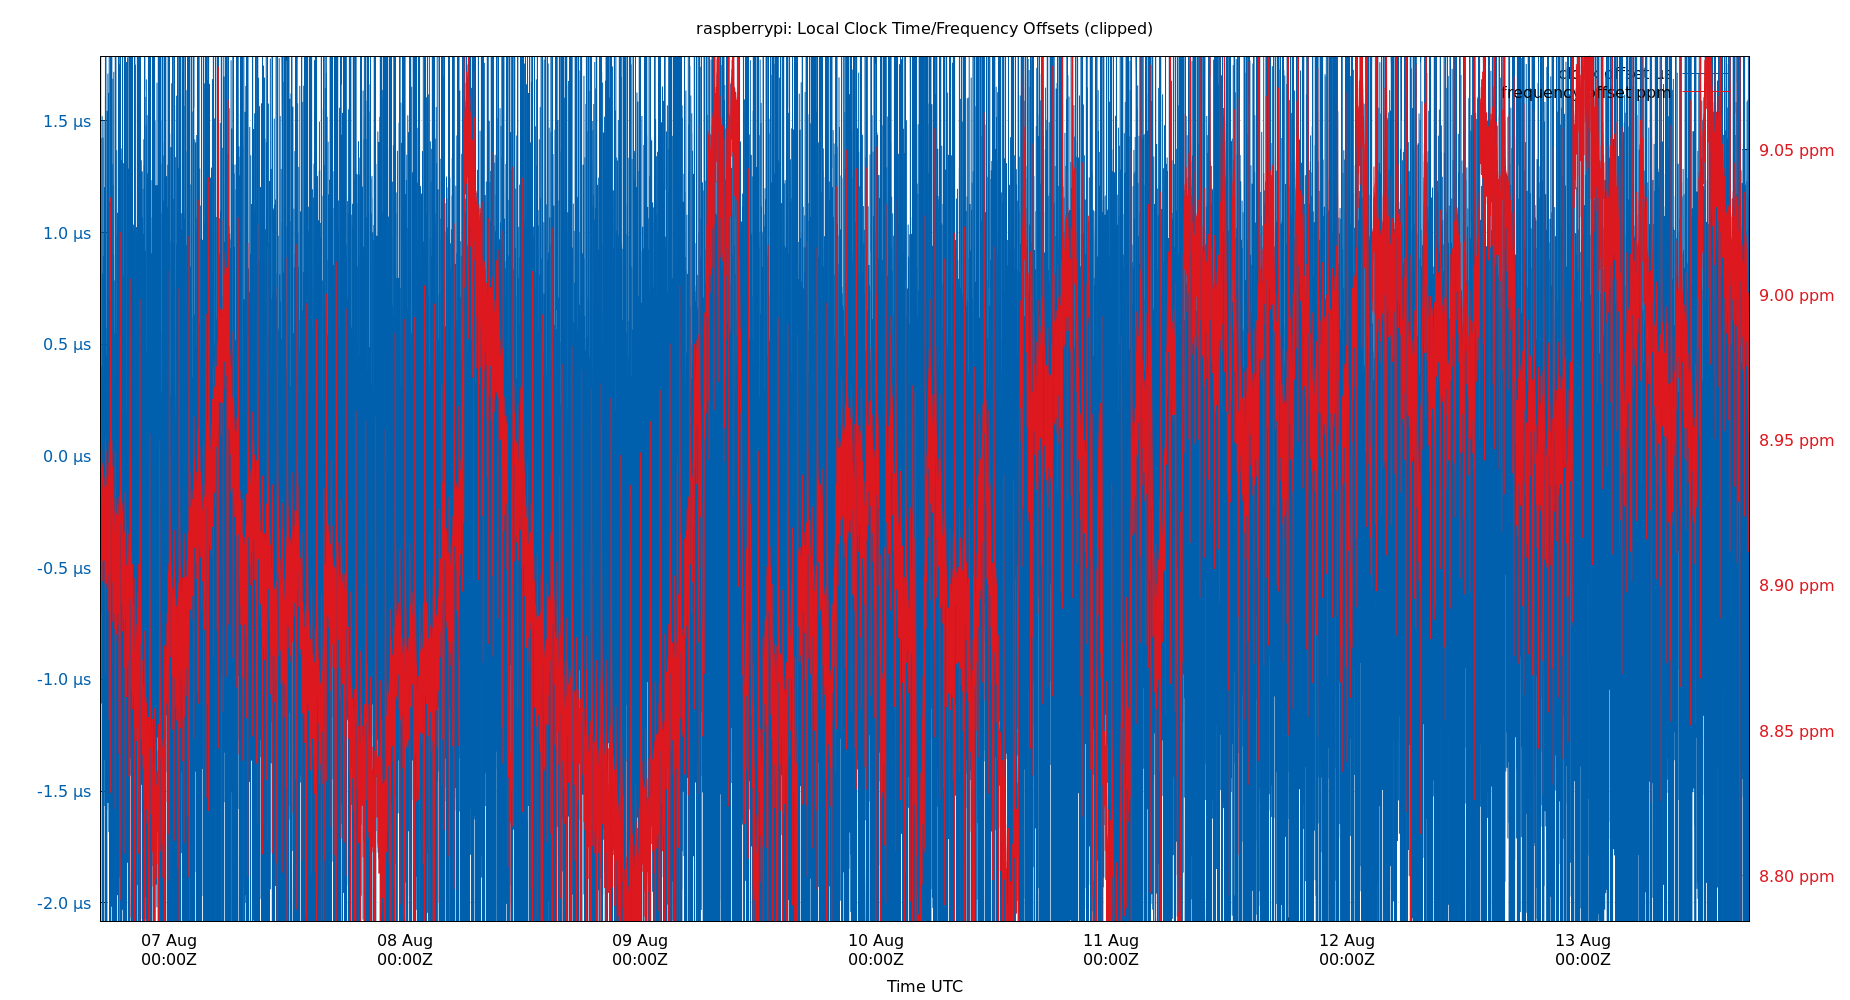 raspberrypi: Local Clock Time/Frequency Offsets (clipped)
clock offset µs
frequency offset ppm
1.5 µs
1.0 µs
0.5 µs
0.0 µs
-0.5 µs
-1.0 µs
-1.5 µs
-2.0 µs
9.05 ppm
9.00 ppm
8.95 ppm
8.90 ppm
8.85 ppm
8.80 ppm
07 Aug
00:00Z
08 Aug
00:00Z
09 Aug
00:00Z
10 Aug
00:00Z
11 Aug
00:00Z
12 Aug
00:00Z
13 Aug
00:00Z
Time UTC